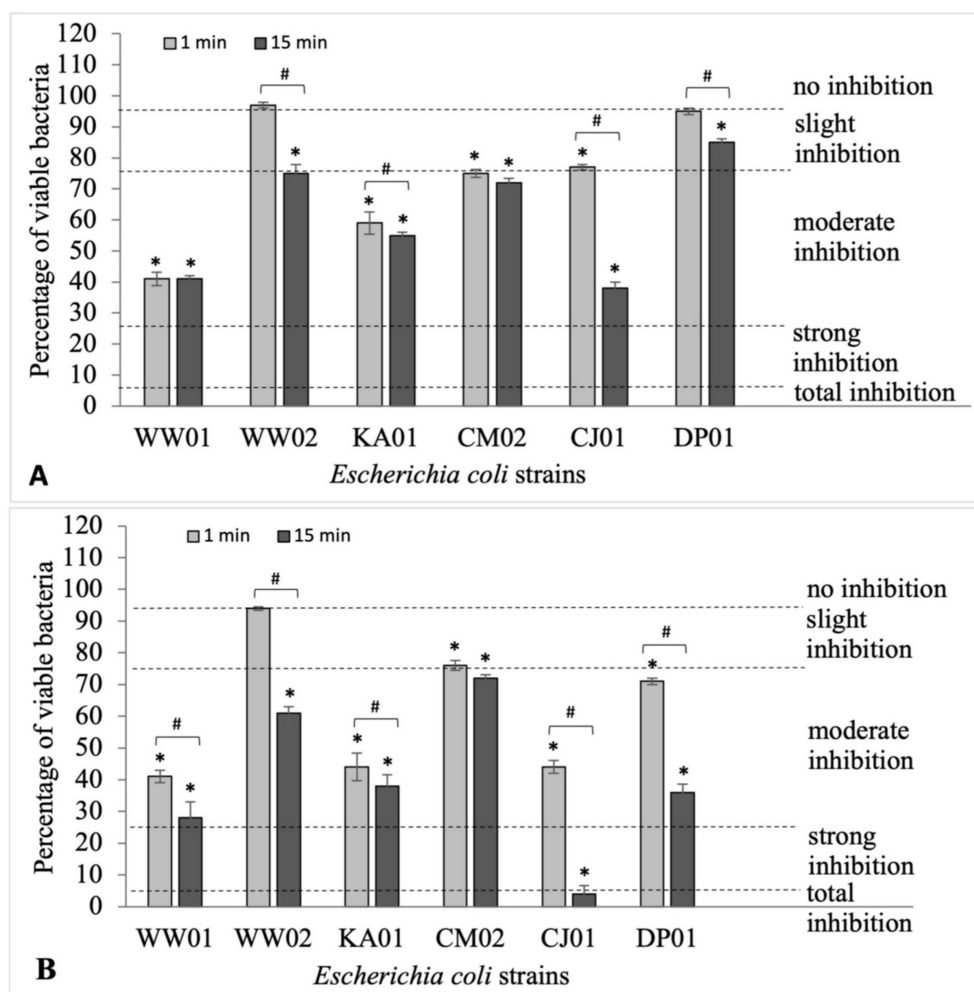 120
110
100
90
80
70
60
50
40
30
20
10
0
Percentage of viable bacteria
1 min 15 min
#
#
#
#
* * * * * * * * * *
no inhibition
slight
inhibition
moderate
inhibition
strong
inhibition
total inhibition
WW01 WW02 KA01 CM02 CJ01 DP01
Escherichia coli strains
A
120
110
100
90
80
70
60
50
40
30
20
10
0
Percentage of viable bacteria
1 min 15 min
#
#
#
#
#
* * * * * * * * * * *
no inhibition
slight
inhibition
moderate
inhibition
strong
inhibition
total
inhibition
WW01 WW02 KA01 CM02 CJ01 DP01
Escherichia coli strains
B